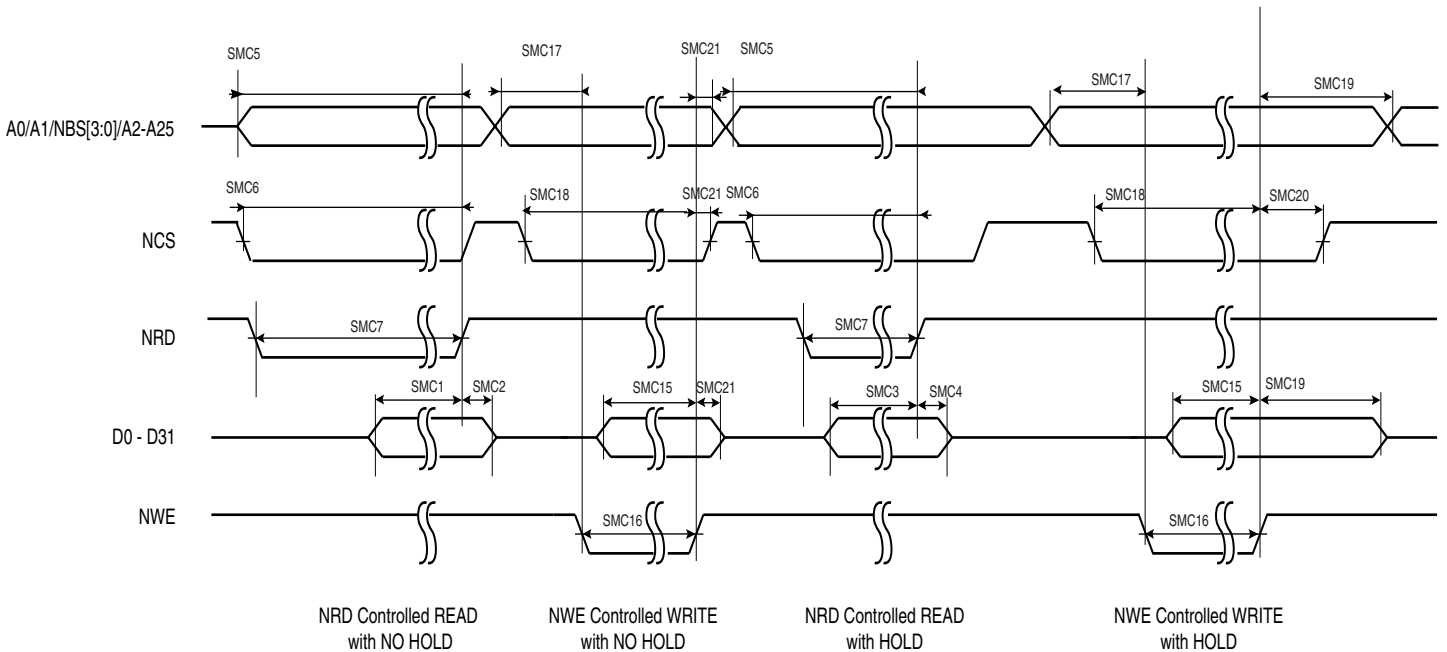 SMC5
SMC17
SMC21
SMC5
SMC17
SMC19
A0/A1/NBS[3:0]/A2-A25
SMC6
SMC18
SMC21
SMC6
SMC18
SMC20
NCS
NRD
SMC7
SMC7
SMC1
SMC2
SMC15
SMC21
SMC3
SMC4
SMC15
SMC19
D0 - D31
NWE
SMC16
SMC16
NRD Controlled READ
with NO HOLD
NWE Controlled WRITE
with NO HOLD
NRD Controlled READ
with HOLD
NWE Controlled WRITE
with HOLD